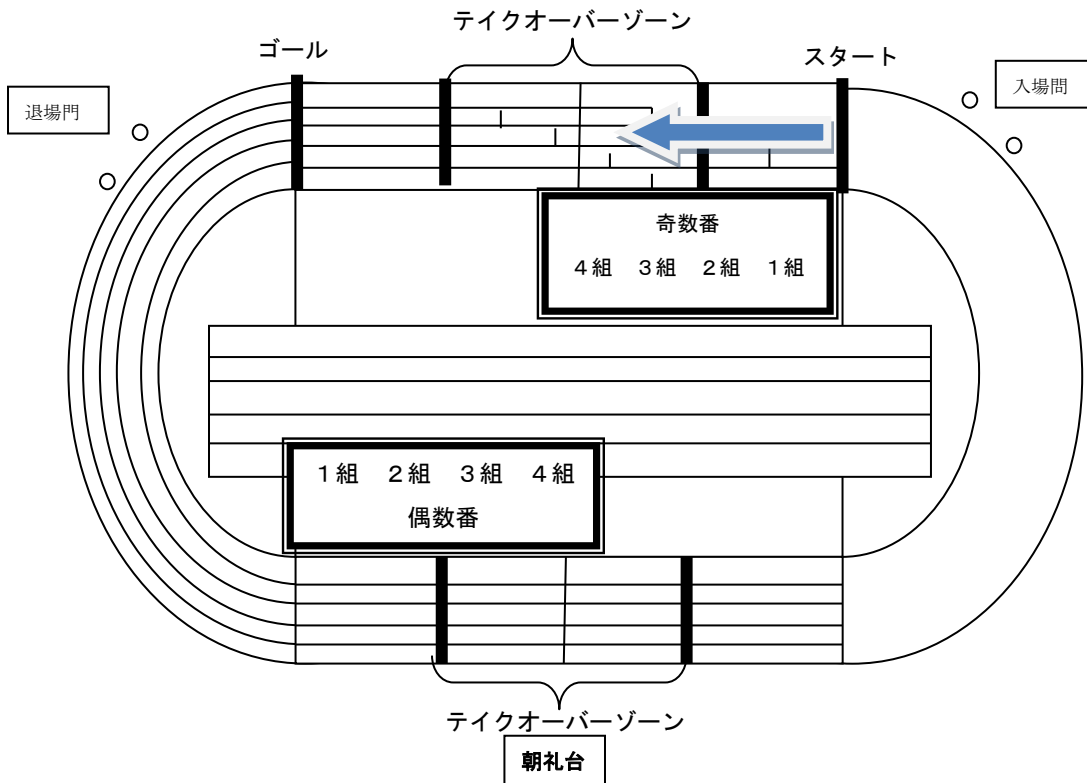 テイクオーバーゾーン
ゴール
スタート
退場門
入場問
奇数番
４組　３組　２組　１組
１組　２組　３組　４組
偶数番
テイクオーバーゾーン
朝礼台